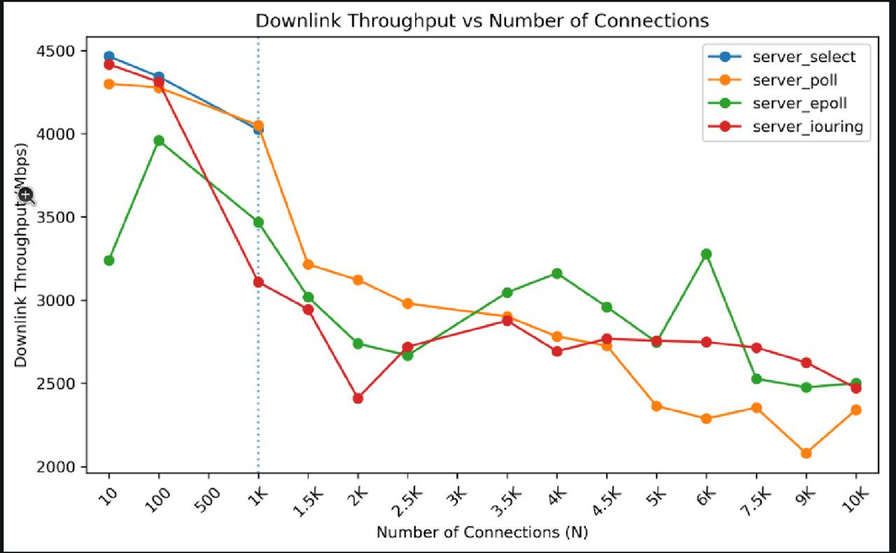 Downlink Throughput vs Number of Connections
Downlink Throughput (Mbps)
4500
4000
3500
3000
2500
2000
server_select
server_poll
server_epoll
server_iouring
10 100 500 1K 1.5K 2K 2.5K 3K 3.5K 4K 4.5K 5K 6K 7.5K 9K 10K
Number of Connections (N)